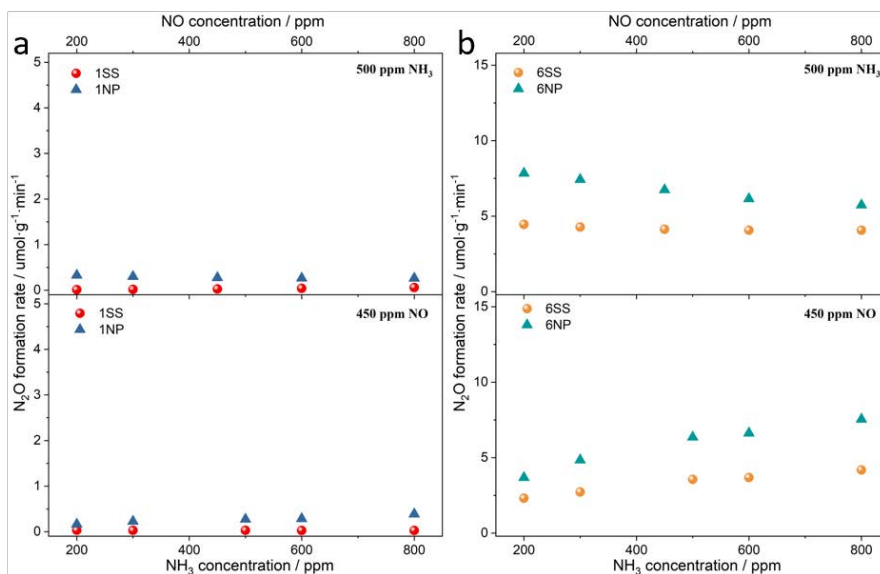 a
NO concentration / ppm
200 400 600 800
5
4
3
2
1
0
1SS
1NP
500 ppm NH₃
5
4
3
2
1
0
1SS
1NP
450 ppm NO
200 400 600 800
NH₃ concentration / ppm
N₂O formation rate / umol·g⁻¹·min⁻¹
b
NO concentration / ppm
200 400 600 800
15
10
5
0
6SS
6NP
500 ppm NH₃
15
10
5
0
6SS
6NP
450 ppm NO
200 400 600 800
NH₃ concentration / ppm
N₂O formation rate / umol·g⁻¹·min⁻¹